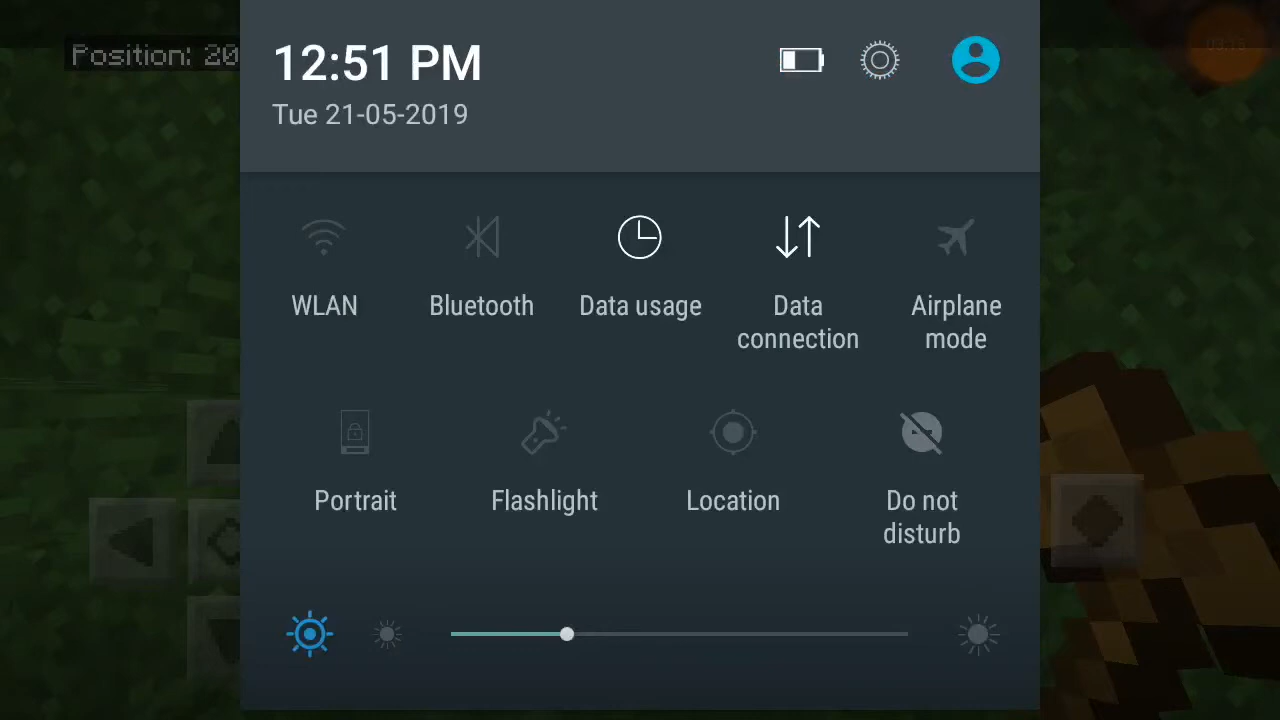 Position: 20
12:51 PM
Tue 21-05-2019
WLAN
Bluetooth
Data usage
Data
connection
Airplane
mode
Portrait
Flashlight
Location
Do not
disturb